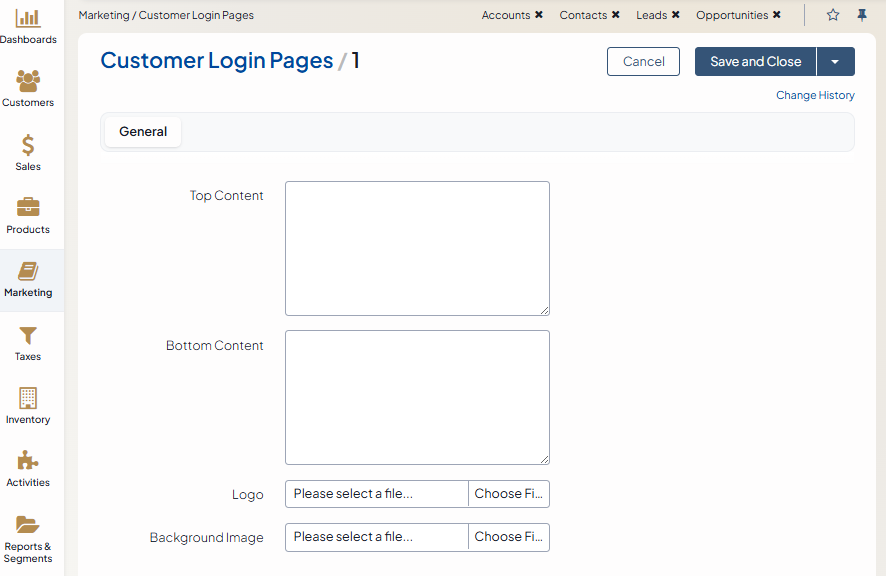 Dashboards
Customers
Sales
Products
Marketing
Taxes
Inventory
Activities
Reports &
Segments
Marketing / Customer Login Pages
Accounts ✖ Contacts ✖ Leads ✖ Opportunities ✖
Customer Login Pages / 1
Cancel
Save and Close
Change History
General
Top Content
Bottom Content
Logo
Please select a file... Choose Fi...
Background Image
Please select a file... Choose Fi...